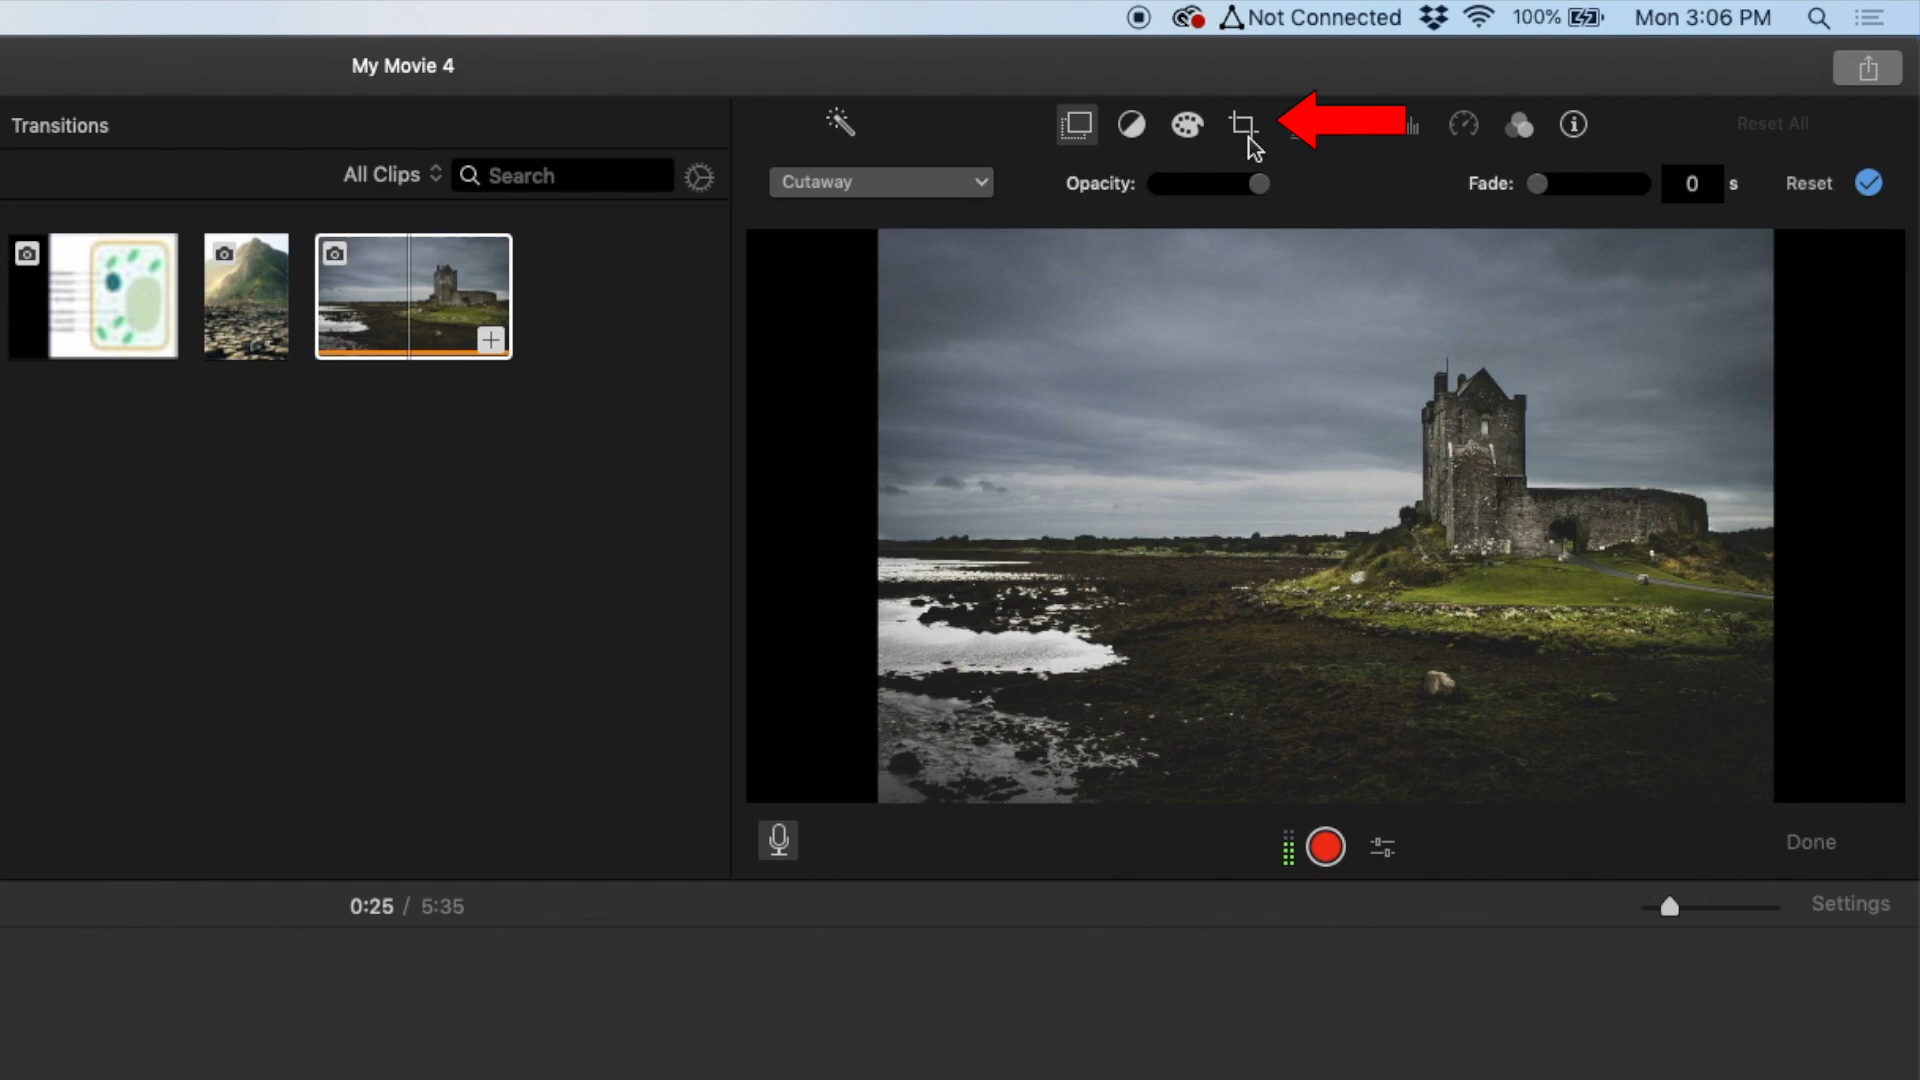 Not Connected 100% Mon 3:06 PM
My Movie 4
Transitions
Reset All
All Clips Search
Cutaway Opacity: Fade: 0 s Reset
Done
0:25 / 5:35 Settings